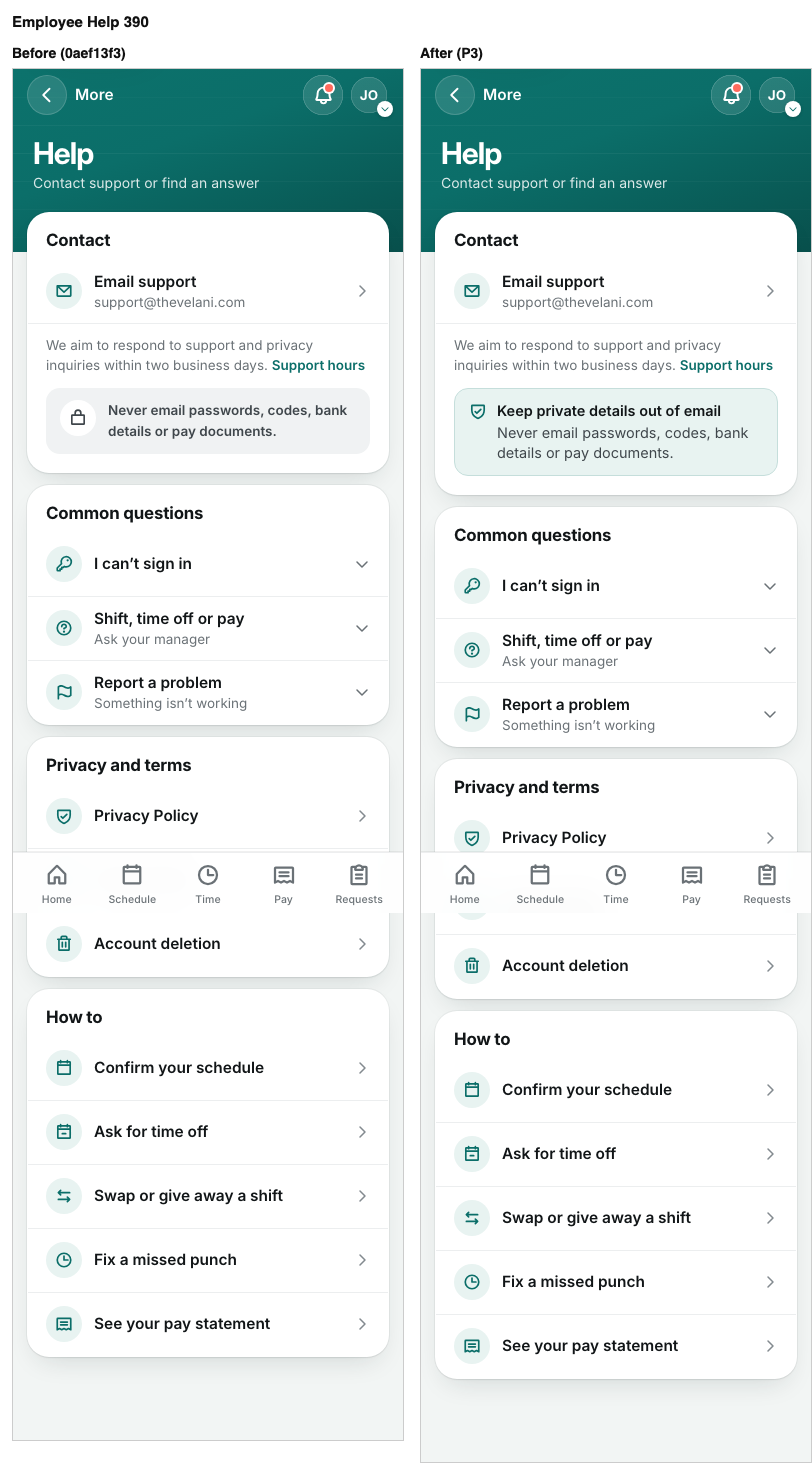 Employee Help 390
Before (0aef13f3)
More
JO
Help
Contact support or find an answer
Contact
Email support
support@thevelani.com
We aim to respond to support and privacy
inquiries within two business days. Support hours
Never email passwords, codes, bank
details or pay documents.
Common questions
I can’t sign in
Shift, time off or pay
Ask your manager
Report a problem
Something isn’t working
Privacy and terms
Privacy Policy
Home
Schedule
Time
Pay
Requests
Account deletion
How to
Confirm your schedule
Ask for time off
Swap or give away a shift
Fix a missed punch
See your pay statement
After (P3)
More
JO
Help
Contact support or find an answer
Contact
Email support
support@thevelani.com
We aim to respond to support and privacy
inquiries within two business days. Support hours
Keep private details out of email
Never email passwords, codes, bank
details or pay documents.
Common questions
I can’t sign in
Shift, time off or pay
Ask your manager
Report a problem
Something isn’t working
Privacy and terms
Privacy Policy
Home
Schedule
Time
Pay
Requests
Account deletion
How to
Confirm your schedule
Ask for time off
Swap or give away a shift
Fix a missed punch
See your pay statement